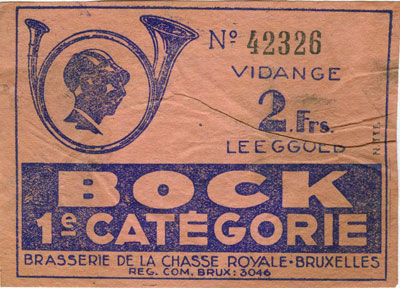 Nº 42326
VIDANGE
2.Frs.
LEEGGOED
BOCK
1e CATÉGORIE
BRASSERIE DE LA CHASSE ROYALE·BRUXELLES
REG. COM. BRUX: 3046